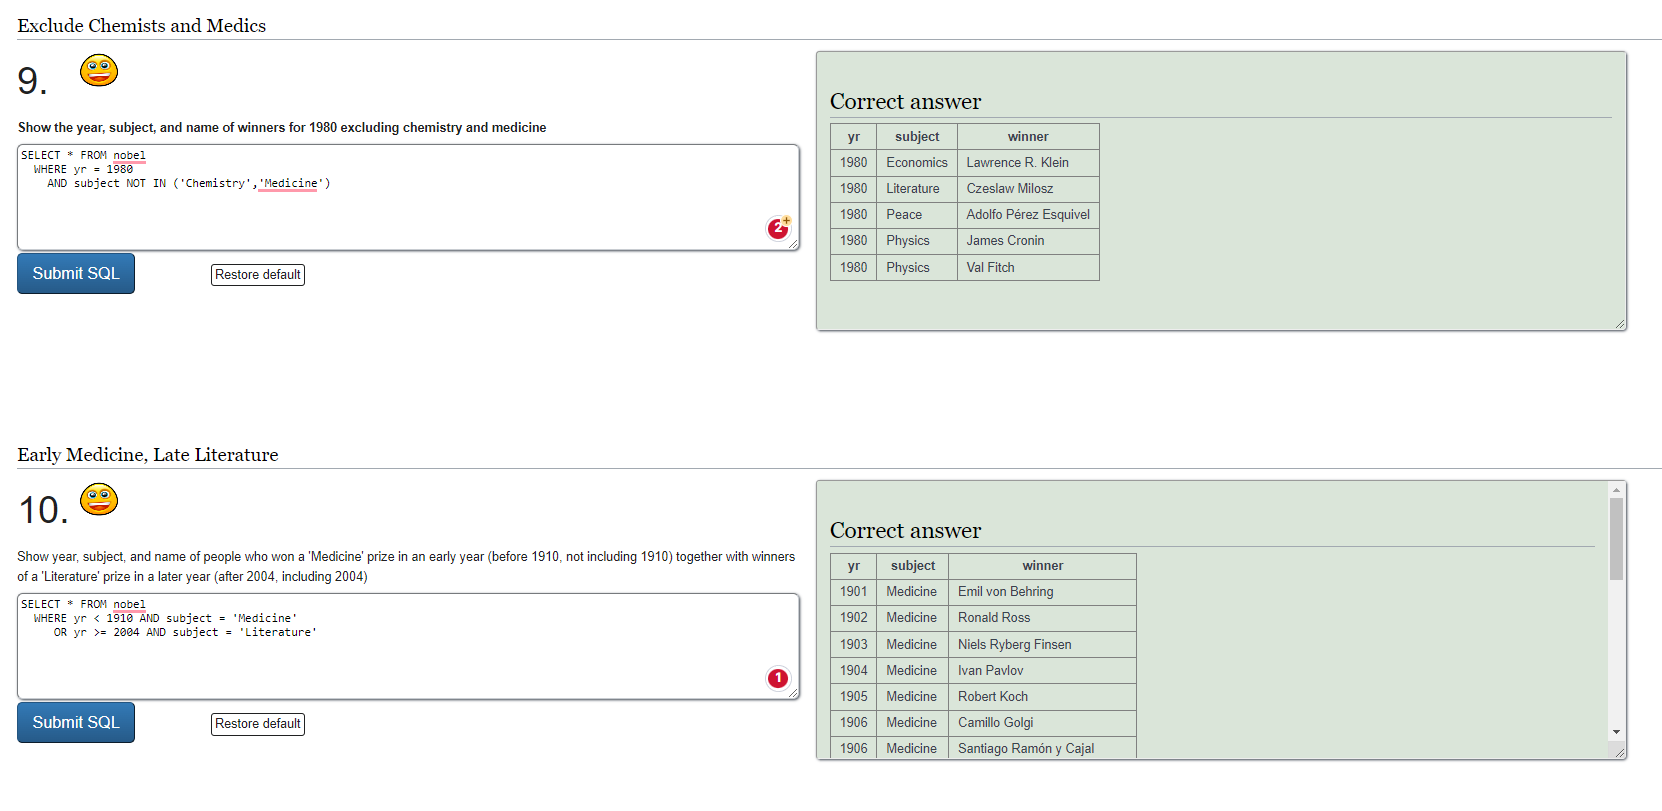 Exclude Chemists and Medics
9.
Show the year, subject, and name of winners for 1980 excluding chemistry and medicine
SELECT * FROM nobel
WHERE yr = 1980
AND subject NOT IN ('Chemistry','Medicine')
2+
Submit SQL
Restore default
Correct answer
yr subject winner
1980 Economics Lawrence R. Klein
1980 Literature Czeslaw Milosz
1980 Peace Adolfo Pérez Esquivel
1980 Physics James Cronin
1980 Physics Val Fitch
Early Medicine, Late Literature
10.
Show year, subject, and name of people who won a 'Medicine' prize in an early year (before 1910, not including 1910) together with winners
of a 'Literature' prize in a later year (after 2004, including 2004)
SELECT * FROM nobel
WHERE yr < 1910 AND subject = 'Medicine'
OR yr >= 2004 AND subject = 'Literature'
1
Submit SQL
Restore default
Correct answer
yr subject winner
1901 Medicine Emil von Behring
1902 Medicine Ronald Ross
1903 Medicine Niels Ryberg Finsen
1904 Medicine Ivan Pavlov
1905 Medicine Robert Koch
1906 Medicine Camillo Golgi
1906 Medicine Santiago Ramón y Cajal